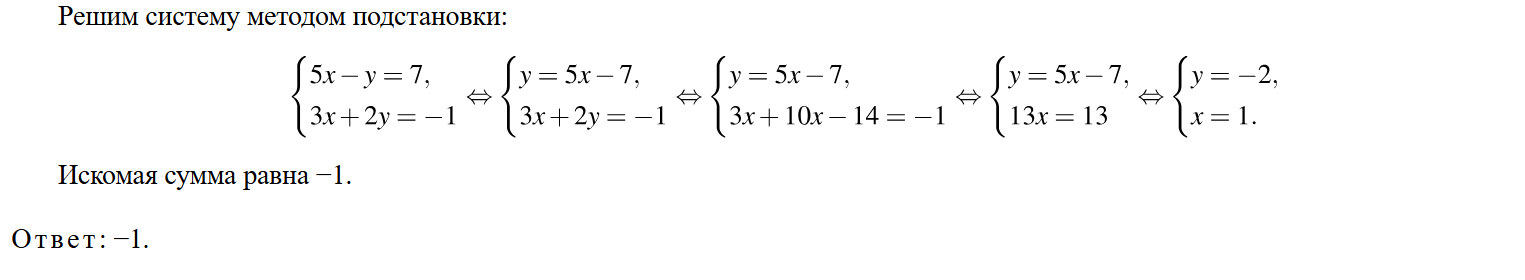 Решим систему методом подстановки:
{5x − y = 7, 3x + 2y = −1 ⇔ {y = 5x − 7, 3x + 2y = −1 ⇔ {y = 5x − 7, 3x + 10x − 14 = −1 ⇔ {y = 5x − 7, 13x = 13 ⇔ {y = −2, x = 1.
Искомая сумма равна −1.
Ответ: −1.